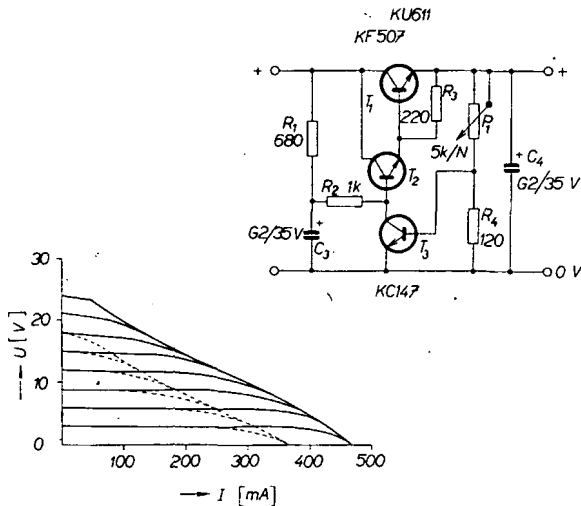 KU611
KF507
+
+
R1
680
T1
R3
220
P1
5k/N
C4
+
G2/35 V
T2
R2 1k
G2/35V
+
C3
T3
R4
120
0 V
KC147
30
20
10
0
U [V]
100
200
300
400
500
I [mA]